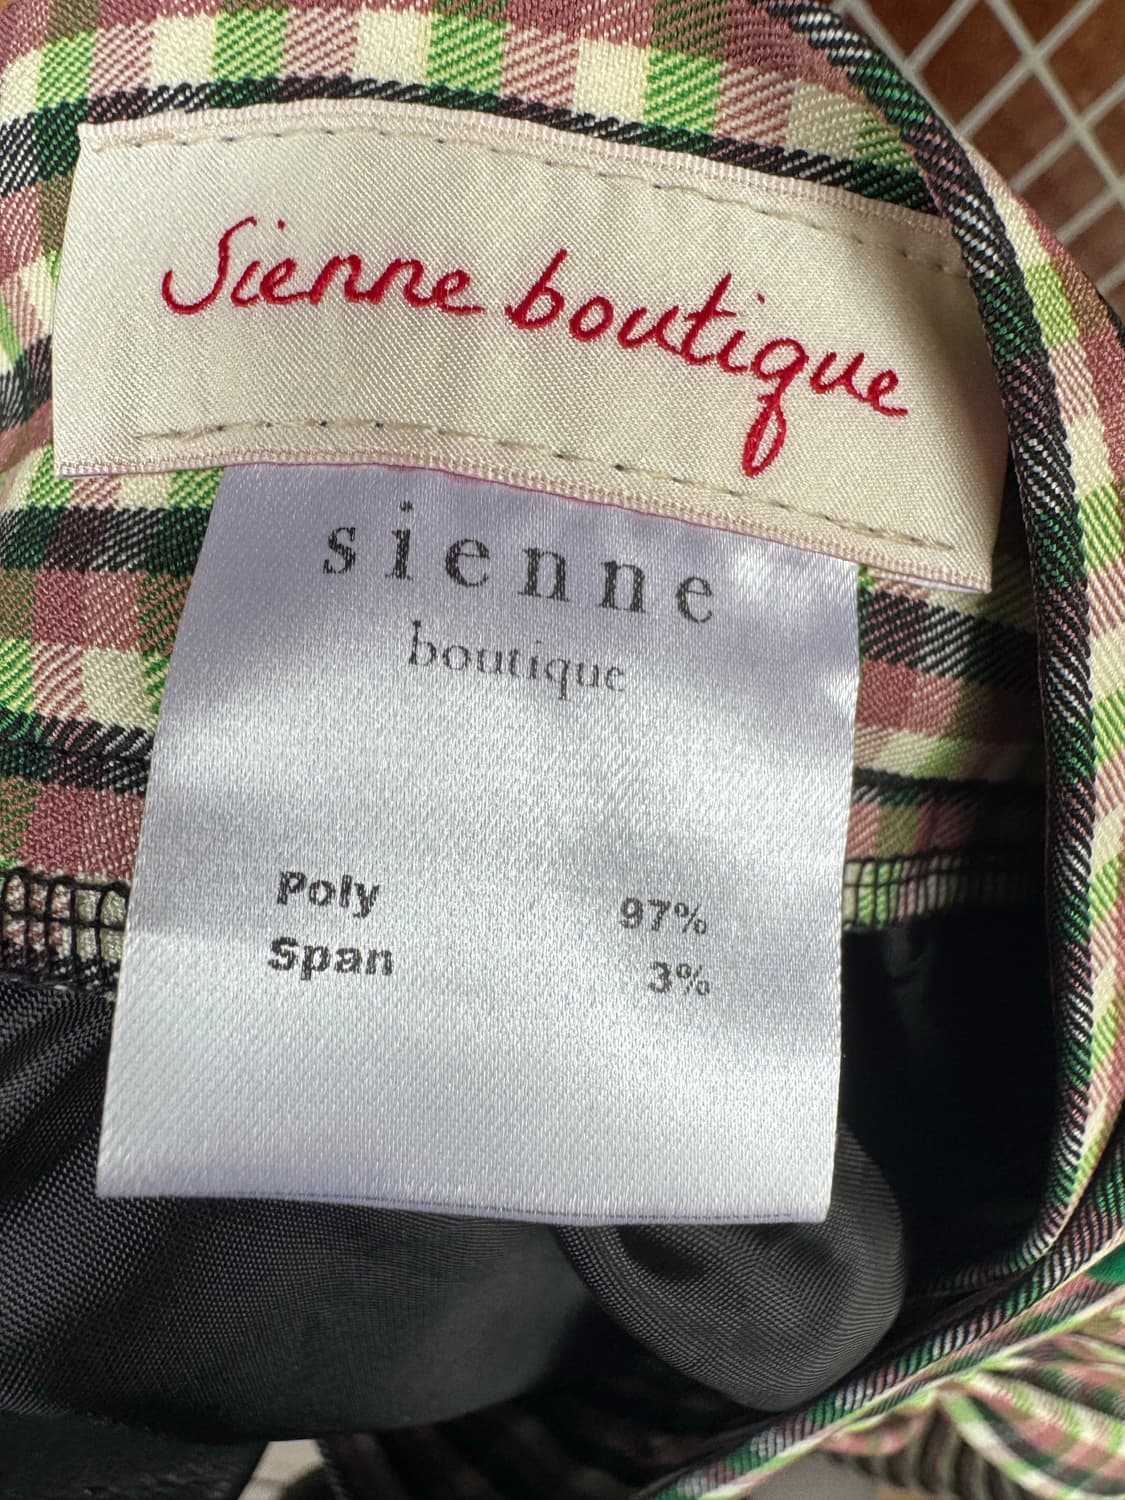 Sienne boutique
sienne
boutique
Poly 97%
Span 3%